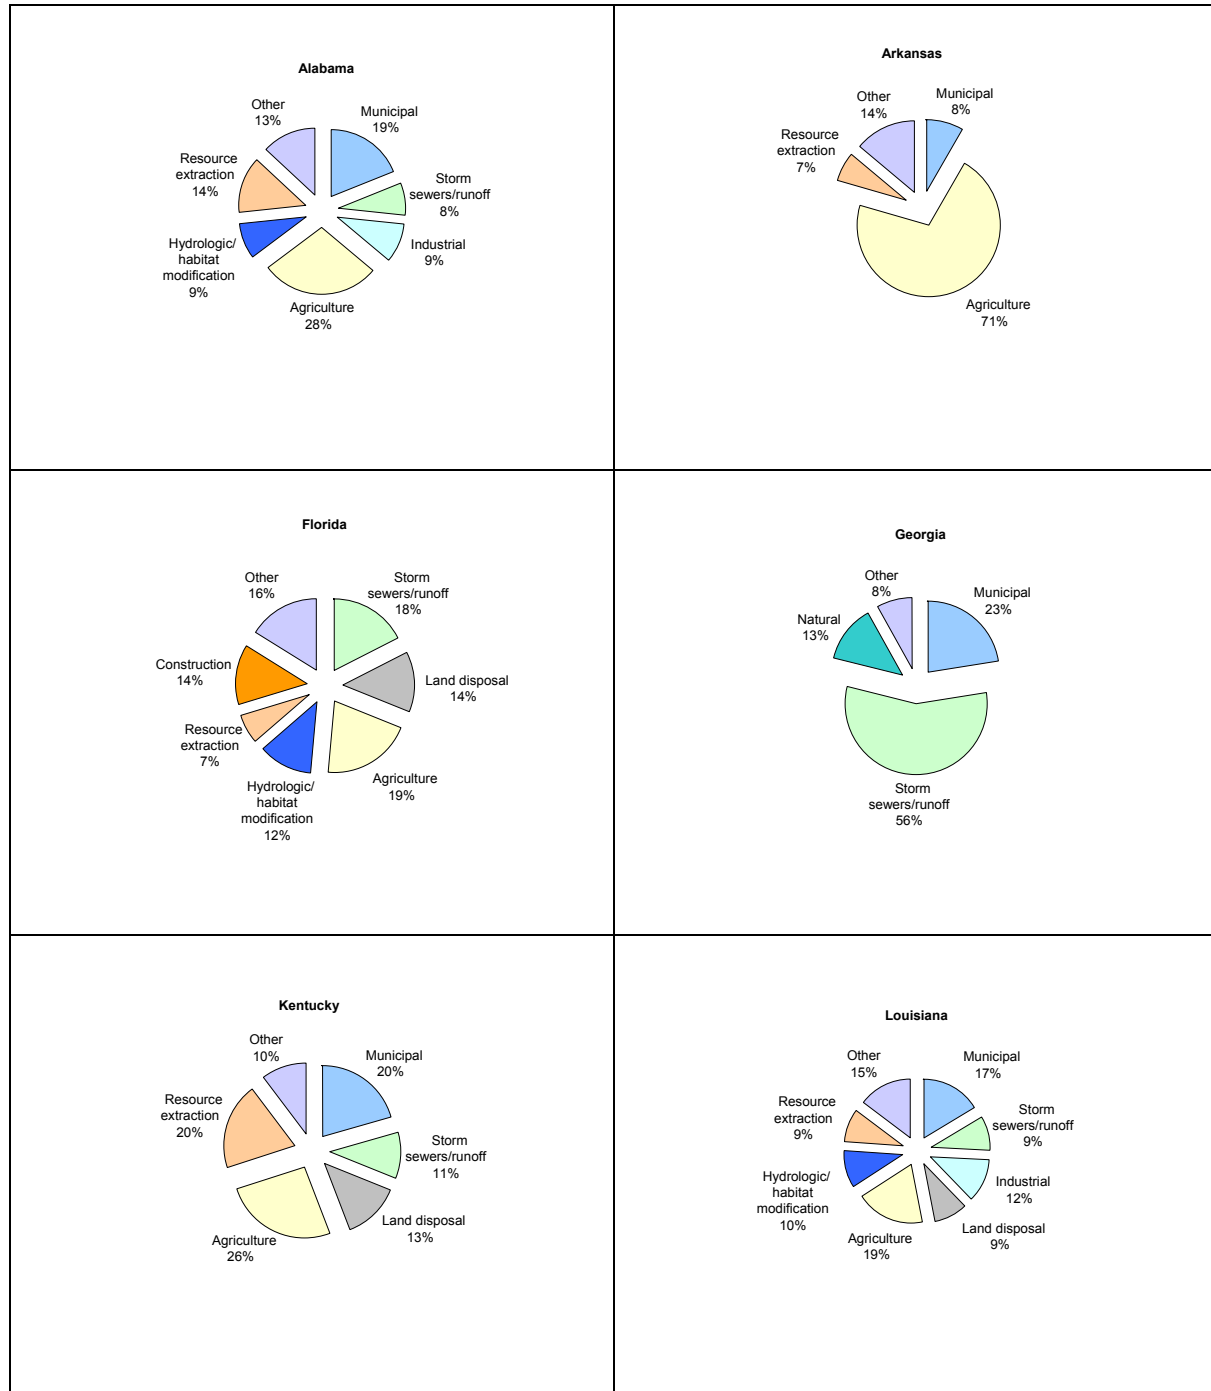 Alabama
Other
13%
Municipal
19%
Resource
extraction
14%
Storm
sewers/runoff
8%
Hydrologic/
habitat
modification
9%
Industrial
9%
Agriculture
28%
Arkansas
Other
14%
Municipal
8%
Resource
extraction
7%
Agriculture
71%
Florida
Other
16%
Storm
sewers/runoff
18%
Construction
14%
Land disposal
14%
Resource
extraction
7%
Hydrologic/
habitat
modification
12%
Agriculture
19%
Georgia
Other
8%
Municipal
23%
Natural
13%
Storm
sewers/runoff
56%
Kentucky
Other
10%
Municipal
20%
Resource
extraction
20%
Storm
sewers/runoff
11%
Land disposal
13%
Agriculture
26%
Louisiana
Other
15%
Municipal
17%
Resource
extraction
9%
Storm
sewers/runoff
9%
Hydrologic/
habitat
modification
10%
Industrial
12%
Agriculture
19%
Land disposal
9%